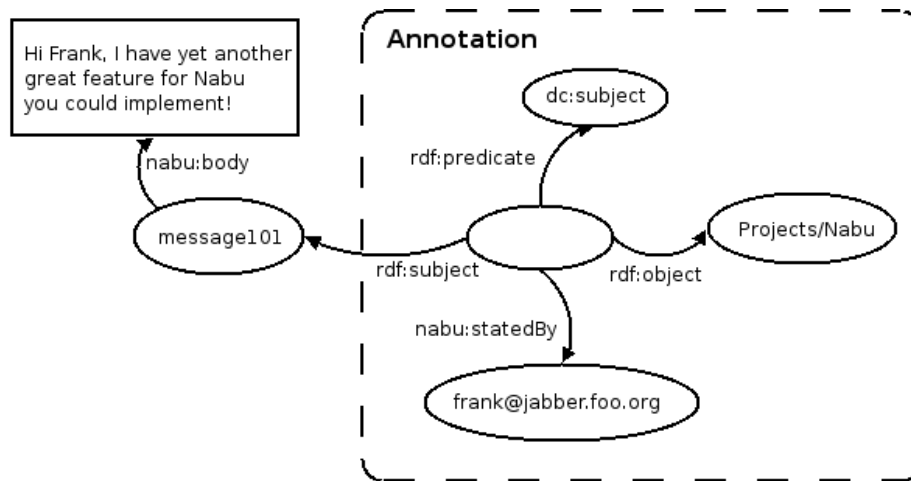 Annotation
Hi Frank, I have yet another
great feature for Nabu
you could implement!
dc:subject
nabu:body
rdf:predicate
message101
Projects/Nabu
rdf:subject
rdf:object
nabu:statedBy
frank@jabber.foo.org